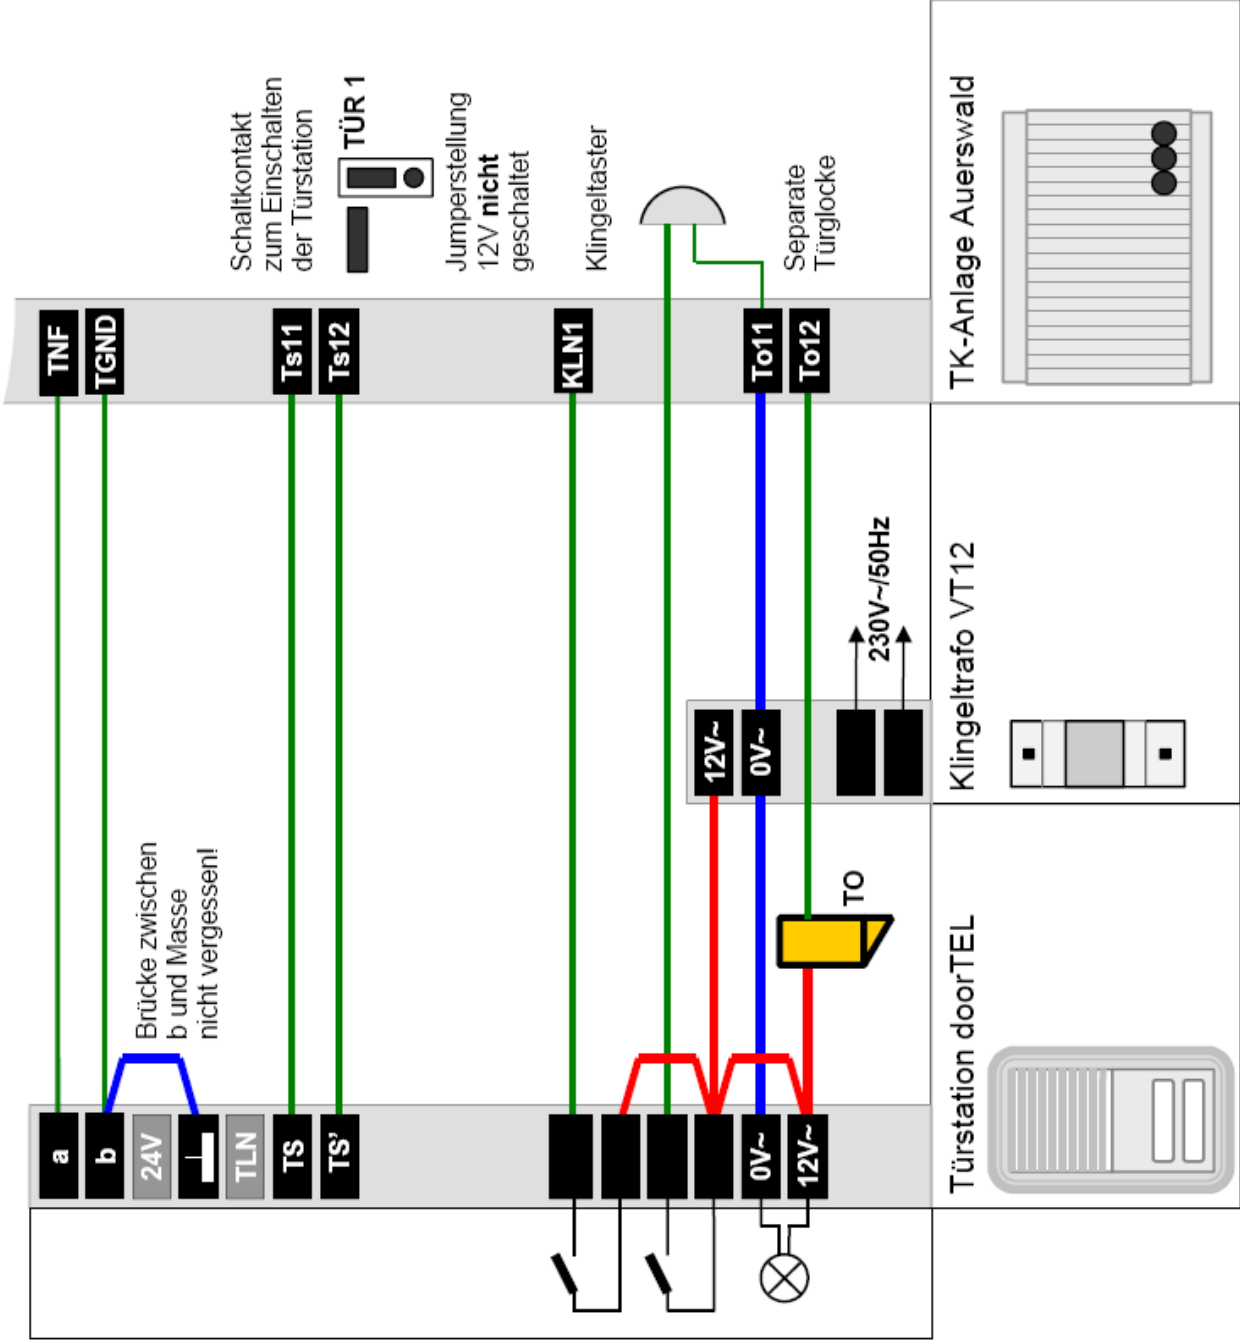 TNF
TGND
Ts11
Ts12
KLN1
To11
To12
Schaltkontakt
zum Einschalten
der Türstation
TÜR 1
Jumperstellung
12V nicht
geschaltet
Klingeltaster
Separate
Türglocke
TK-Anlage Auerswald
12V~
0V~
230V~/50Hz
Klingeltrafo VT12
Brücke zwischen
b und Masse
nicht vergessen!
TO
a
b
24V
TLN
TS
TS'
0V~
12V~
Türstation doorTEL